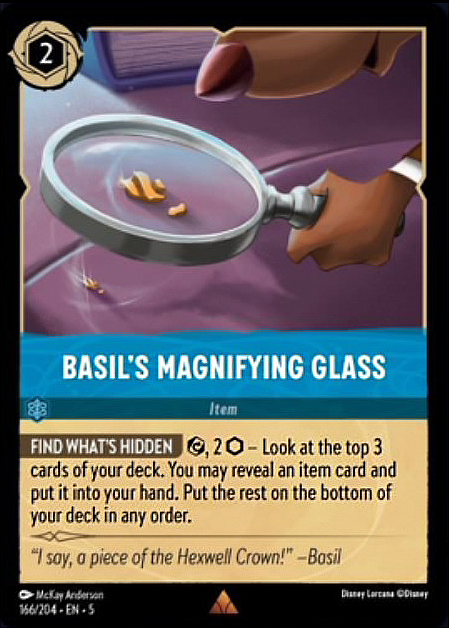 2
BASIL'S MAGNIFYING GLASS
Item
FIND WHAT'S HIDDEN , 2 – Look at the top 3
cards of your deck. You may reveal an item card and
put it into your hand. Put the rest on the bottom of
your deck in any order.
“I say, a piece of the Hexwell Crown!” –Basil
McKay Anderson
166/204 • EN • 5
Disney Lorcana ©Disney